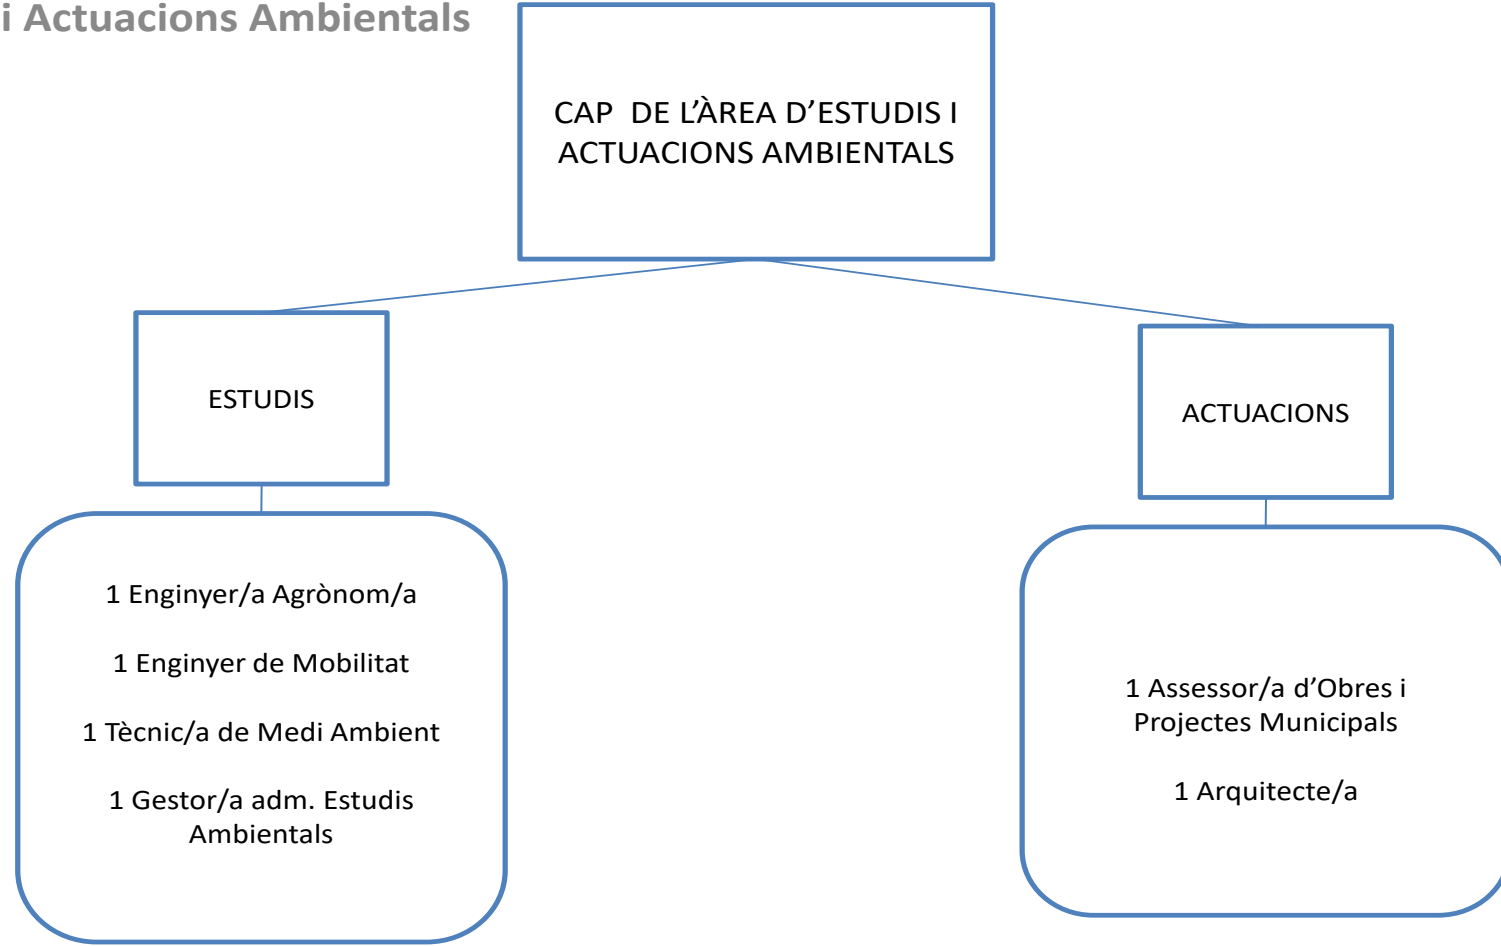 i Actuacions Ambientals
CAP DE L’ÀREA D’ESTUDIS I
ACTUACIONS AMBIENTALS
ESTUDIS
ACTUACIONS
1 Enginyer/a Agrònom/a
1 Enginyer de Mobilitat
1 Tècnic/a de Medi Ambient
1 Gestor/a adm. Estudis
Ambientals
1 Assessor/a d’Obres i
Projectes Municipals
1 Arquitecte/a